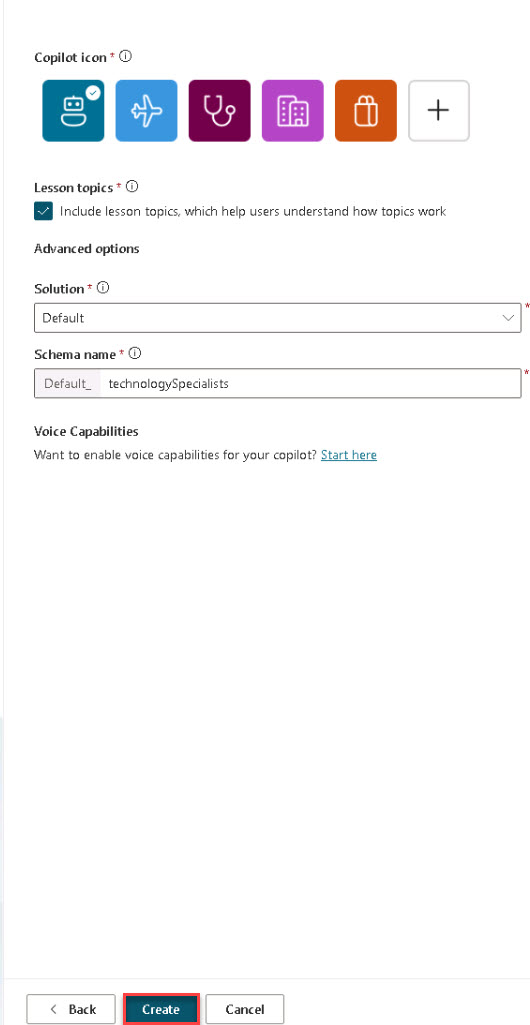 Copilot icon *
Lesson topics *
Include lesson topics, which help users understand how topics work
Advanced options
Solution *
Default
*
Schema name *
Default_ technologySpecialists
*
Voice Capabilities
Want to enable voice capabilities for your copilot? Start here
Back Create Cancel